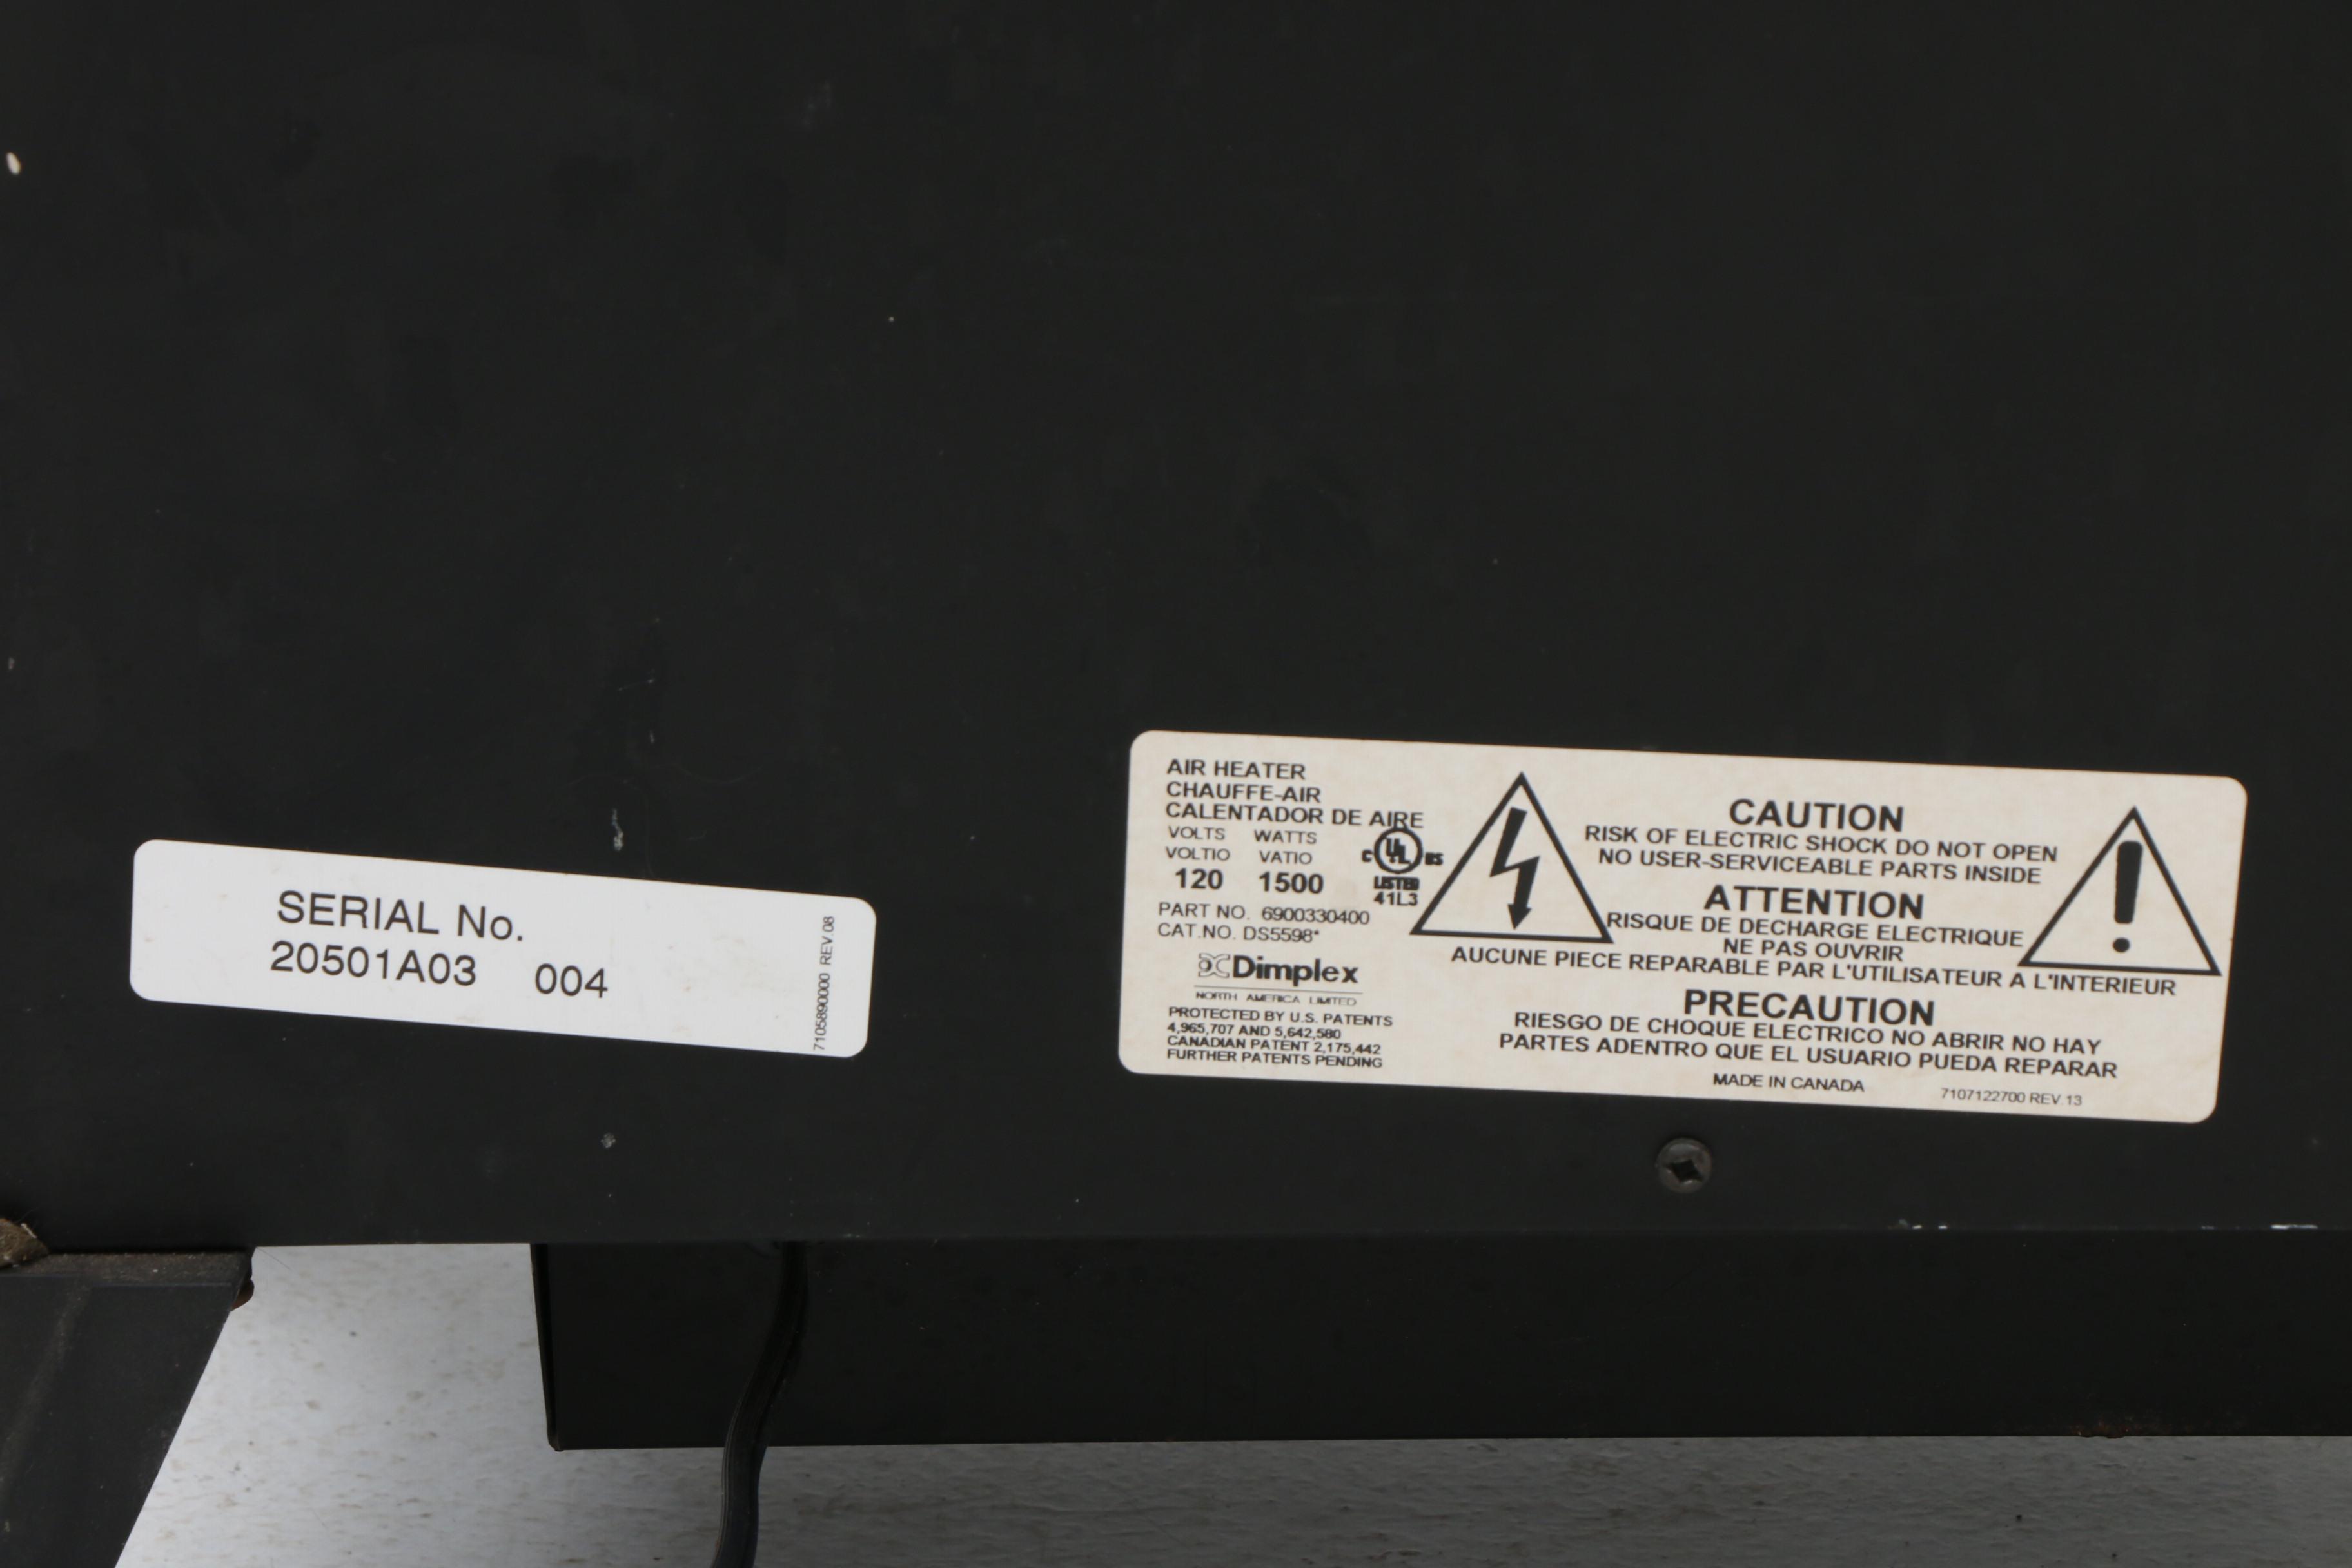 SERIAL No.
20501A03 004
7105890000 REV 08
AIR HEATER
CHAUFFE-AIR
CALENTADOR DE AIRE
VOLTS WATTS
VOLTIO VATIO
120 1500
C UL US
LISTED
41L3
PART NO. 6900330400
CAT.NO. DS5598*
Dimplex
NORTH AMERICA LIMITED
PROTECTED BY U.S. PATENTS
4,965,707 AND 5,642,580
CANADIAN PATENT 2,175,442
FURTHER PATENTS PENDING
CAUTION
RISK OF ELECTRIC SHOCK DO NOT OPEN
NO USER-SERVICEABLE PARTS INSIDE
ATTENTION
RISQUE DE DECHARGE ELECTRIQUE
NE PAS OUVRIR
AUCUNE PIECE REPARABLE PAR L'UTILISATEUR A L'INTERIEUR
PRECAUTION
RIESGO DE CHOQUE ELECTRICO NO ABRIR NO HAY
PARTES ADENTRO QUE EL USUARIO PUEDA REPARAR
MADE IN CANADA
7107122700 REV.13